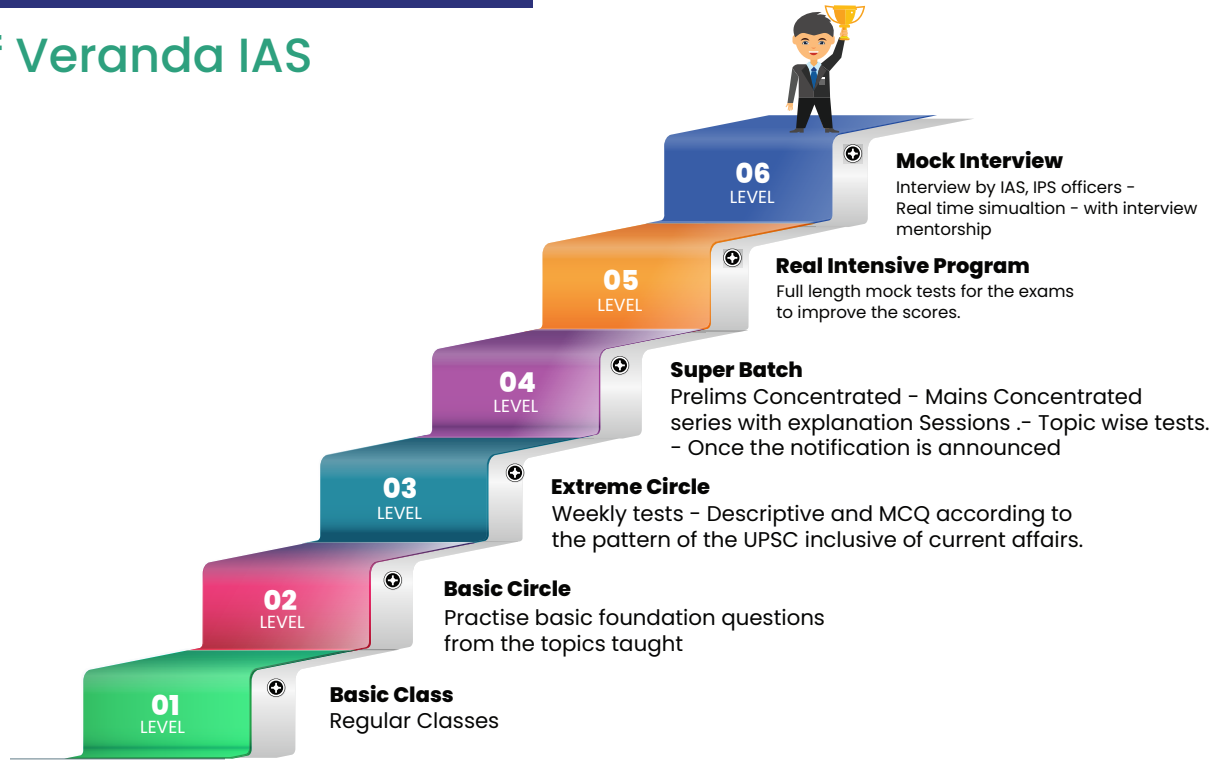 Veranda IAS
06
LEVEL
Mock Interview
Interview by IAS, IPS officers -
Real time simualtion - with interview
mentorship
05
LEVEL
Real Intensive Program
Full length mock tests for the exams
to improve the scores.
04
LEVEL
Super Batch
Prelims Concentrated - Mains Concentrated
series with explanation Sessions .- Topic wise tests.
- Once the notification is announced
03
LEVEL
Extreme Circle
Weekly tests - Descriptive and MCQ according to
the pattern of the UPSC inclusive of current affairs.
02
LEVEL
Basic Circle
Practise basic foundation questions
from the topics taught
01
LEVEL
Basic Class
Regular Classes